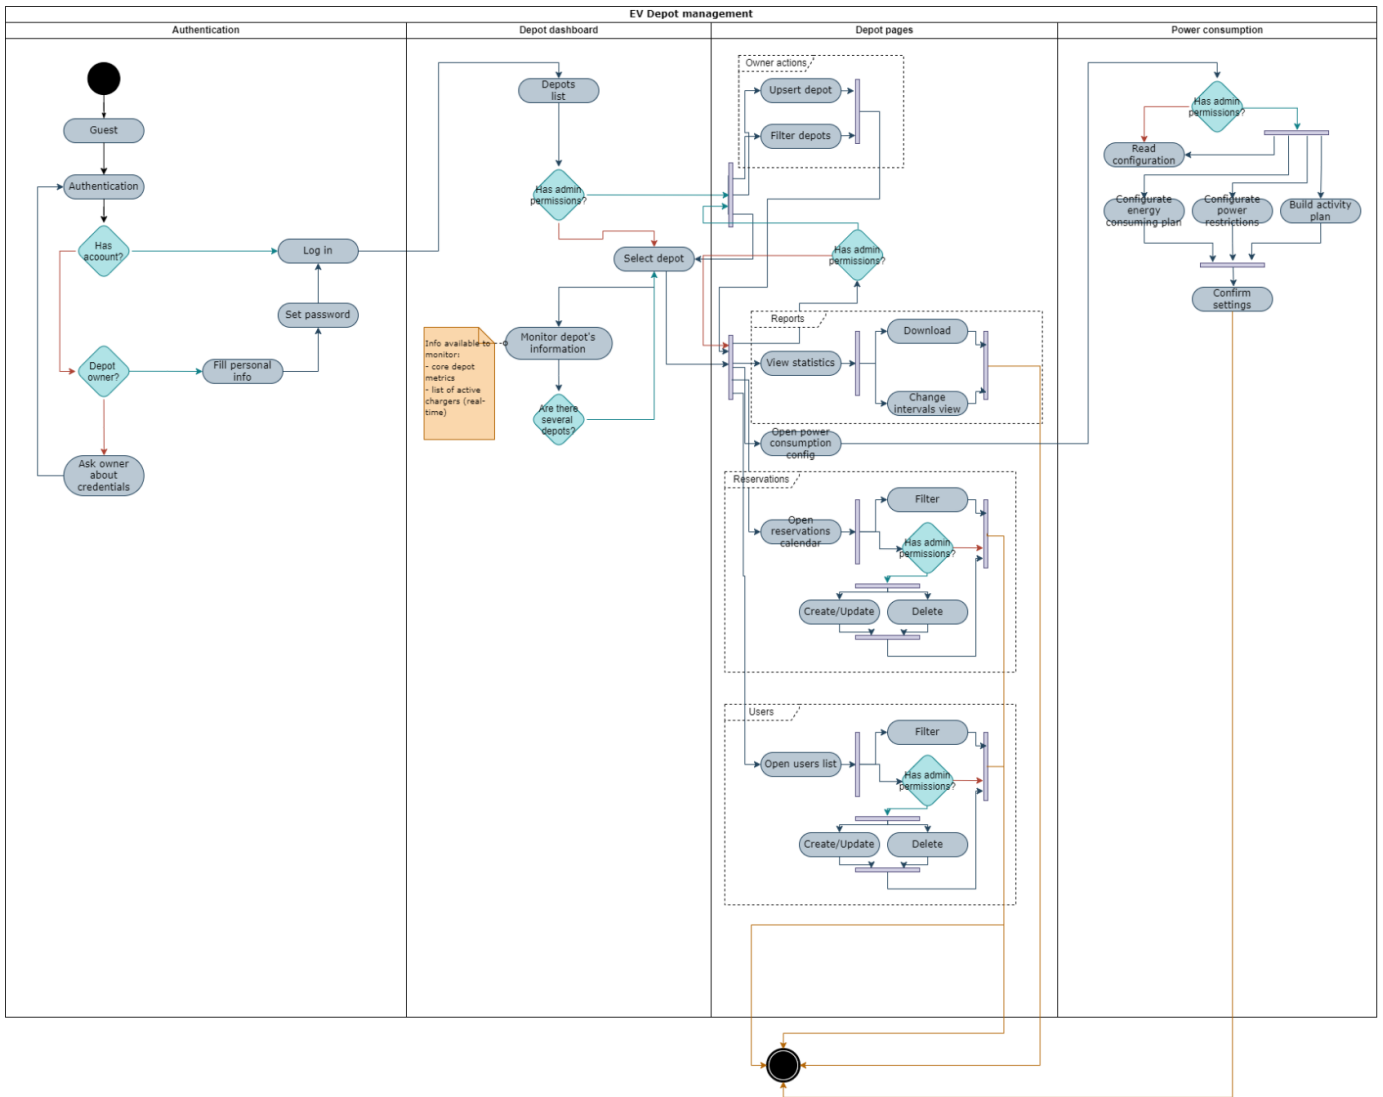 EV Depot management
Authentication
Depot dashboard
Depot pages
Power consumption
Guest
Authentication
Has
acoount?
Log in
Set password
Depot
owner?
Fill personal
info
Ask owner
about
credentials
Depots
list
Has admin
permissions?
Select depot
Monitor depot's
information
Info available to
monitor:
- core depot
metrics
- list of active
chargers (real-
time)
Are there
several
depots?
Owner actions
Upsert depot
Filter depots
Has admin
permissions?
Reports
Download
View statistics
Change
intervals view
Open power
consumption
config
Reservations
Filter
Open
reservations
calendar
Has admin
permissions?
Create/Update
Delete
Users
Filter
Open users list
Has admin
permissions?
Create/Update
Delete
Has admin
permissions?
Read
configuration
Configurate
energy
consuming plan
Configurate
power
restrictions
Build activity
plan
Confirm
settings